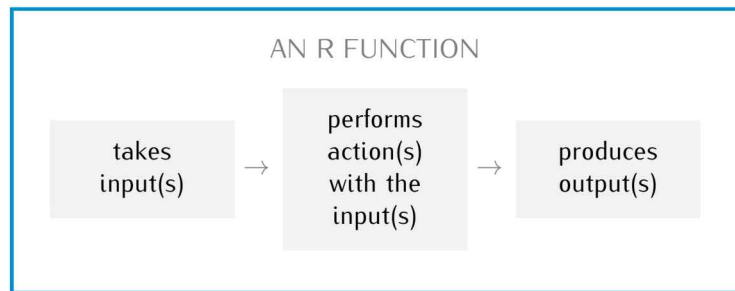 AN R FUNCTION
takes
input(s)
→
performs
action(s)
with the
input(s)
→
produces
output(s)